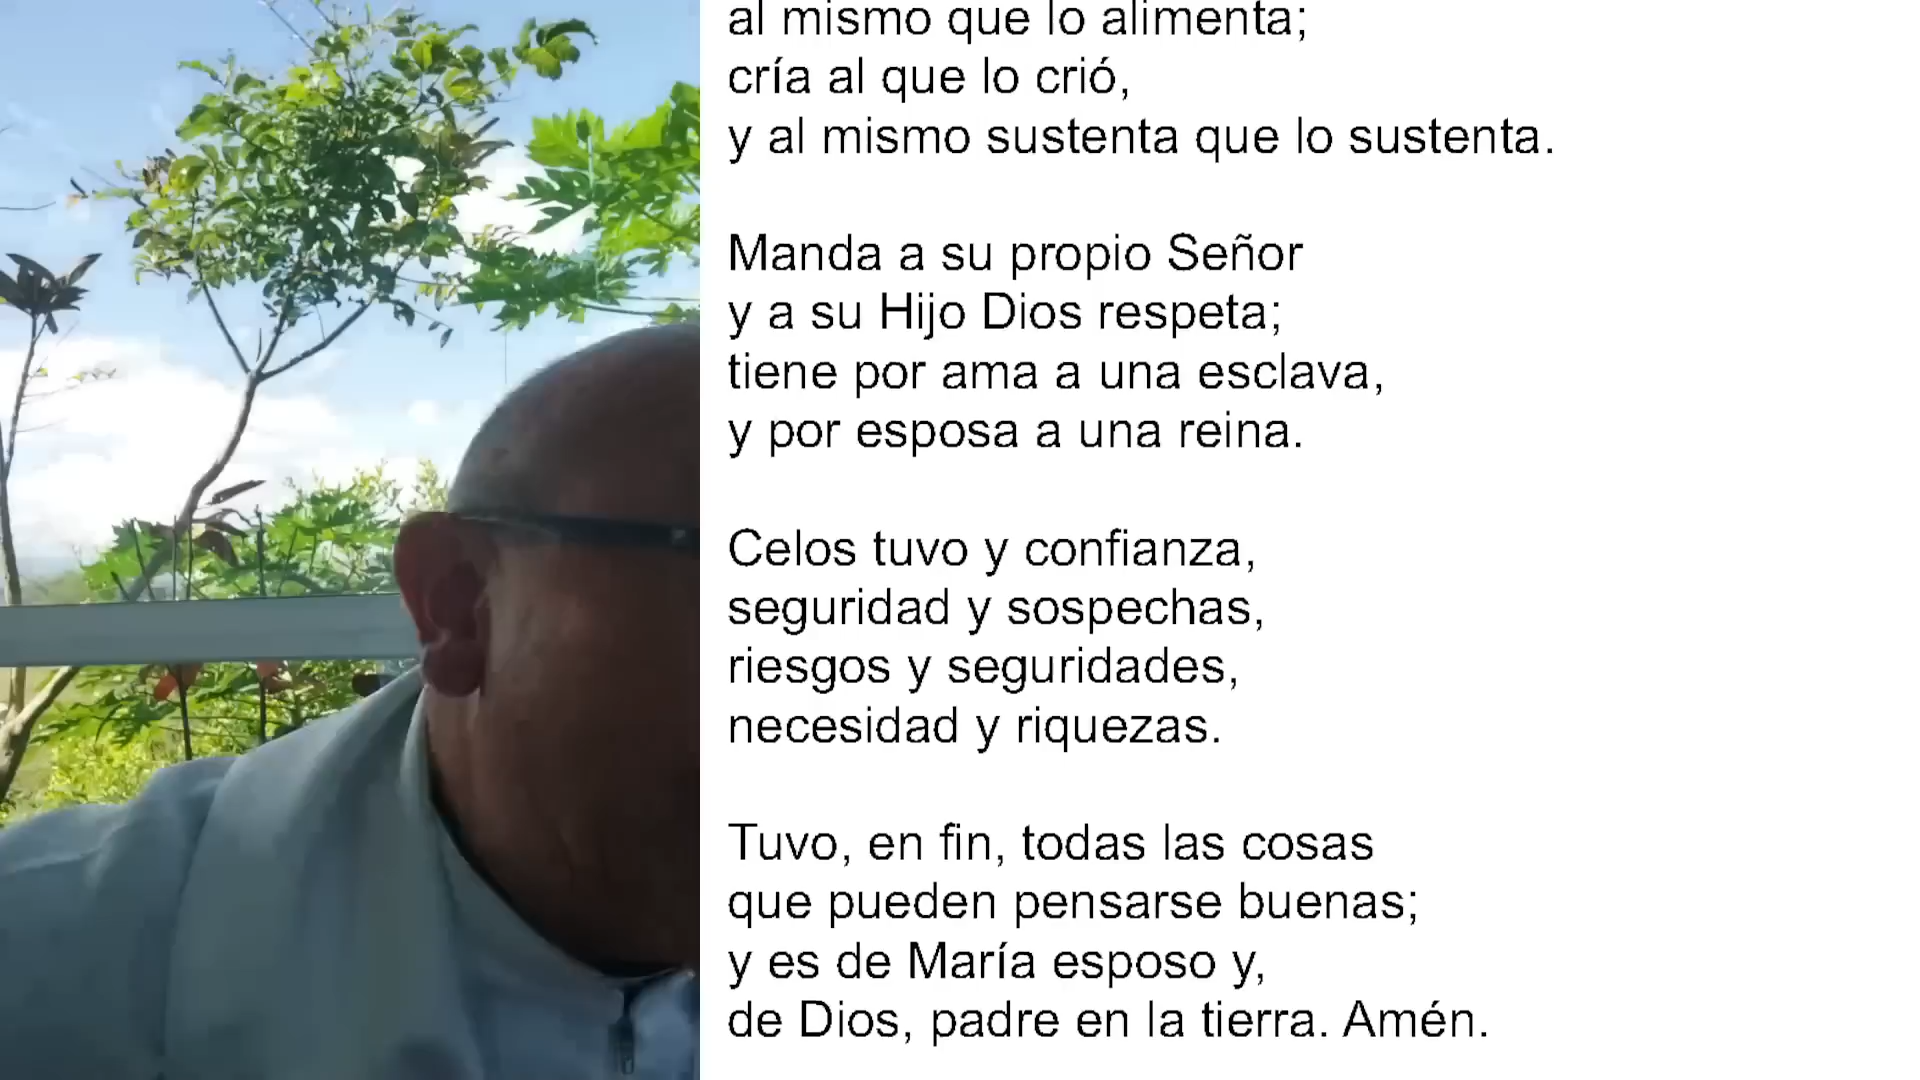 al mismo que lo alimenta;
cría al que lo crió,
y al mismo sustenta que lo sustenta.
Manda a su propio Señor
y a su Hijo Dios respeta;
tiene por ama a una esclava,
y por esposa a una reina.
Celos tuvo y confianza,
seguridad y sospechas,
riesgos y seguridades,
necesidad y riquezas.
Tuvo, en fin, todas las cosas
que pueden pensarse buenas;
y es de María esposo y,
de Dios, padre en la tierra. Amén.